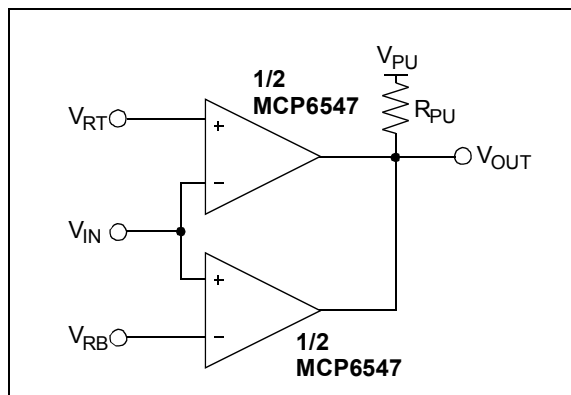 1/2
MCP6547
V_PU
R_PU
V_RT
+
−
V_OUT
V_IN
+
−
V_RB
1/2
MCP6547